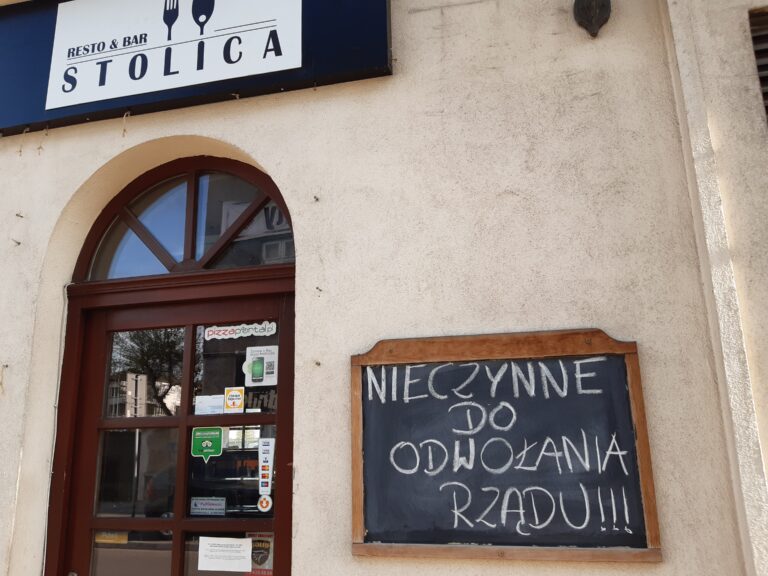 RESTO & BAR
STOLICA
pizzaportal.pl
NIECZYNNE
DO
ODWOŁANIA
RZĄDU!!!